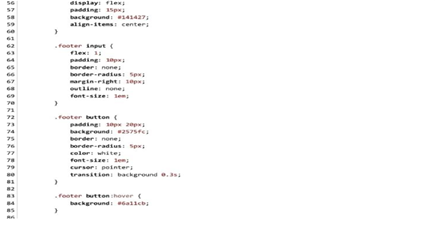 56 display: flex;
57 padding: 15px;
58 background: #141427;
59 align-items: center;
60 }
61
62 .footer input {
63 flex: 1;
64 padding: 10px;
65 border: none;
66 border-radius: 5px;
67 margin-right: 10px;
68 outline: none;
69 font-size: 1em;
70 }
71
72 .footer button {
73 padding: 10px 20px;
74 background: #2575fc;
75 border: none;
76 border-radius: 5px;
77 color: white;
78 font-size: 1em;
79 cursor: pointer;
80 transition: background 0.3s;
81 }
82
83 .footer button:hover {
84 background: #6a11cb;
85 }
86